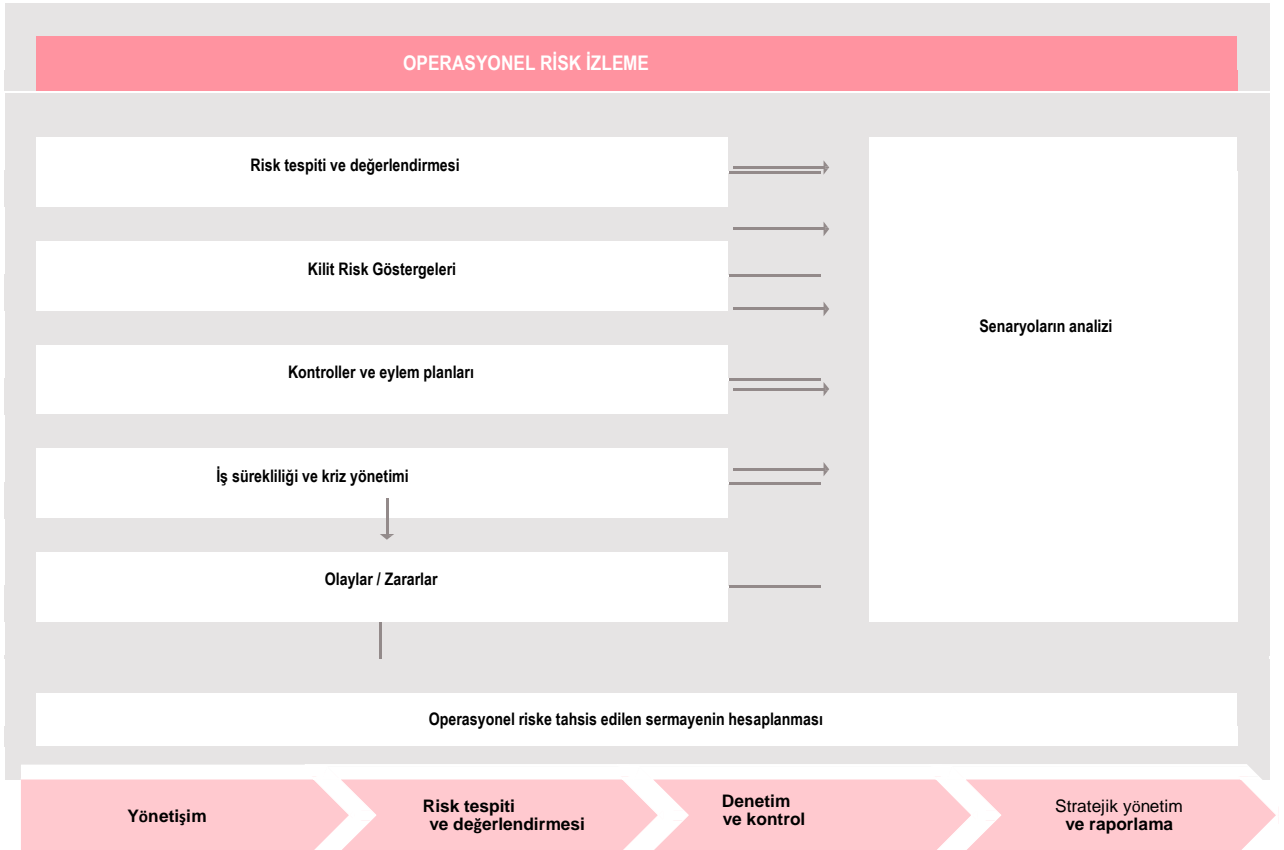 OPERASYONEL RİSK İZLEME
Risk tespiti ve değerlendirmesi
Kilit Risk Göstergeleri
Kontroller ve eylem planları
İş sürekliliği ve kriz yönetimi
Olaylar / Zararlar
Senaryoların analizi
Operasyonel riske tahsis edilen sermayenin hesaplanması
Yönetişim
Risk tespiti
ve değerlendirmesi
Denetim
ve kontrol
Stratejik yönetim
ve raporlama